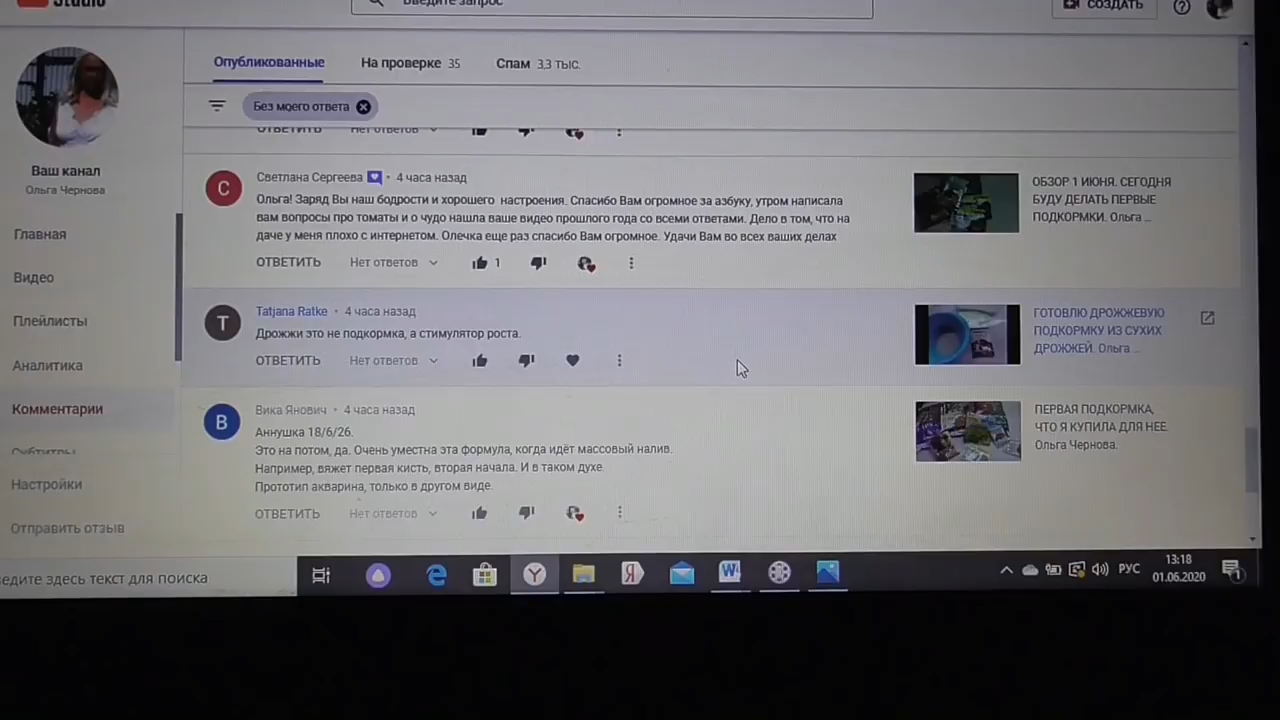 Studio
Введите запрос
СОЗДАТЬ
Опубликованные
На проверке 35
Спам 3,3 тыс.
Без моего ответа
ОТВЕТИТЬ Нет ответов
Ваш канал
Ольга Чернова
Главная
Видео
Плейлисты
Аналитика
Комментарии
Субтитры
Настройки
Отправить отзыв
С
Светлана Сергеева • 4 часа назад
Ольга! Заряд Вы наш бодрости и хорошего настроения. Спасибо Вам огромное за азбуку, утром написала
вам вопросы про томаты и о чудо нашла ваше видео прошлого года со всеми ответами. Дело в том, что на
даче у меня плохо с интернетом. Олечка еще раз спасибо Вам огромное. Удачи Вам во всех ваших делах
ОТВЕТИТЬ Нет ответов 1
ОБЗОР 1 ИЮНЯ. СЕГОДНЯ
БУДУ ДЕЛАТЬ ПЕРВЫЕ
ПОДКОРМКИ. Ольга ...
T
Tatjana Ratke • 4 часа назад
Дрожжи это не подкормка, а стимулятор роста.
ОТВЕТИТЬ Нет ответов
ГОТОВЛЮ ДРОЖЖЕВУЮ
ПОДКОРМКУ ИЗ СУХИХ
ДРОЖЖЕЙ. Ольга ...
В
Вика Янович • 4 часа назад
Аннушка 18/6/26.
Это на потом, да. Очень уместна эта формула, когда идёт массовый налив.
Например, вяжет первая кисть, вторая начала. И в таком духе.
Прототип акварина, только в другом виде.
ОТВЕТИТЬ Нет ответов
ПЕРВАЯ ПОДКОРМКА,
ЧТО Я КУПИЛА ДЛЯ НЕЕ.
Ольга Чернова.
ведите здесь текст для поиска
РУС
13:18
01.06.2020
1